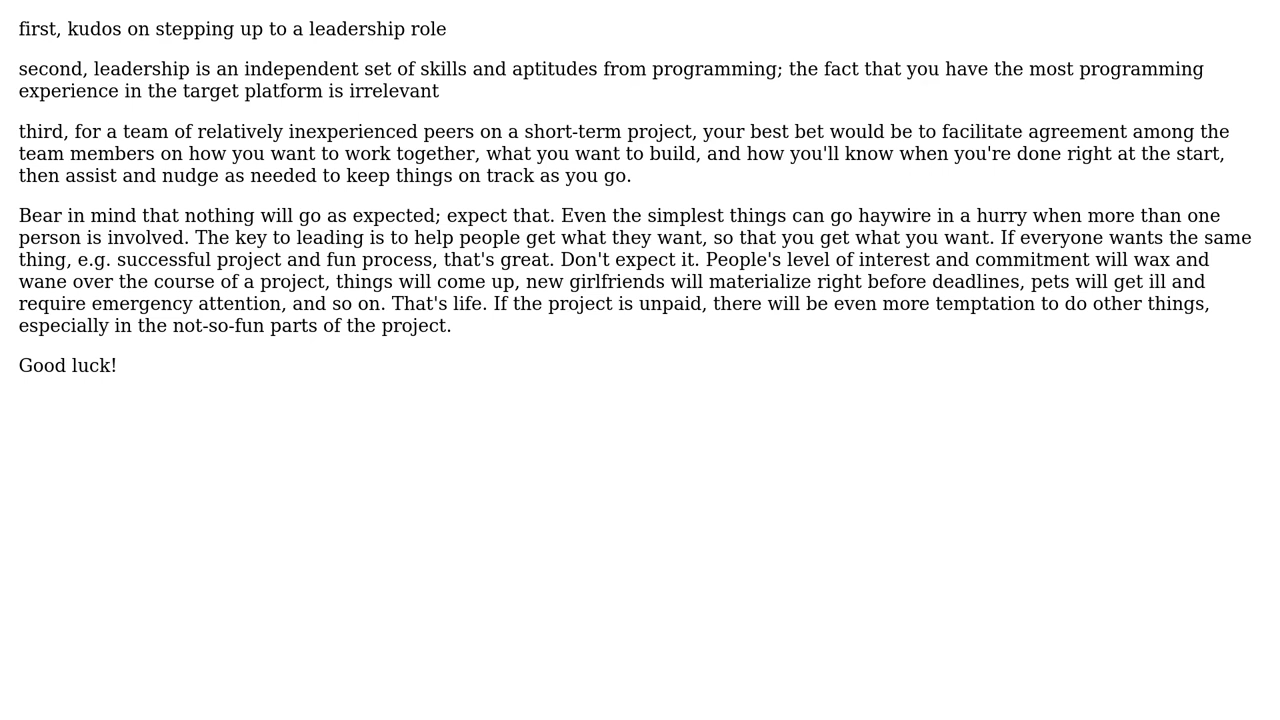 first, kudos on stepping up to a leadership role
second, leadership is an independent set of skills and aptitudes from programming; the fact that you have the most programming
experience in the target platform is irrelevant
third, for a team of relatively inexperienced peers on a short-term project, your best bet would be to facilitate agreement among the
team members on how you want to work together, what you want to build, and how you'll know when you're done right at the start,
then assist and nudge as needed to keep things on track as you go.
Bear in mind that nothing will go as expected; expect that. Even the simplest things can go haywire in a hurry when more than one
person is involved. The key to leading is to help people get what they want, so that you get what you want. If everyone wants the same
thing, e.g. successful project and fun process, that's great. Don't expect it. People's level of interest and commitment will wax and
wane over the course of a project, things will come up, new girlfriends will materialize right before deadlines, pets will get ill and
require emergency attention, and so on. That's life. If the project is unpaid, there will be even more temptation to do other things,
especially in the not-so-fun parts of the project.
Good luck!